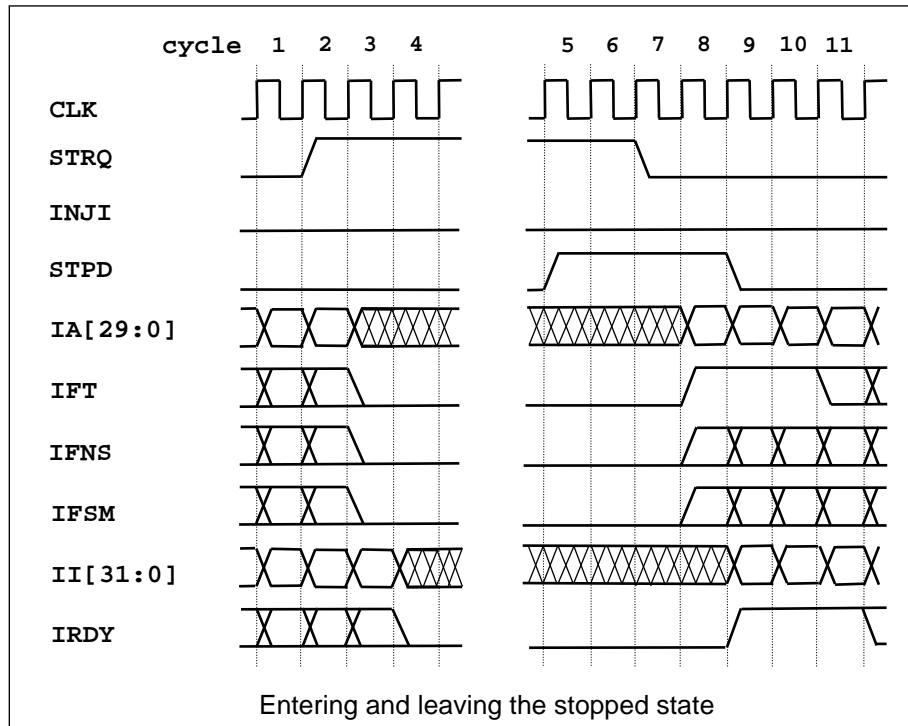 cycle 1 2 3 4 5 6 7 8 9 10 11
CLK
STRQ
INJI
STPD
IA[29:0]
IFT
IFNS
IFSM
II[31:0]
IRDY
Entering and leaving the stopped state